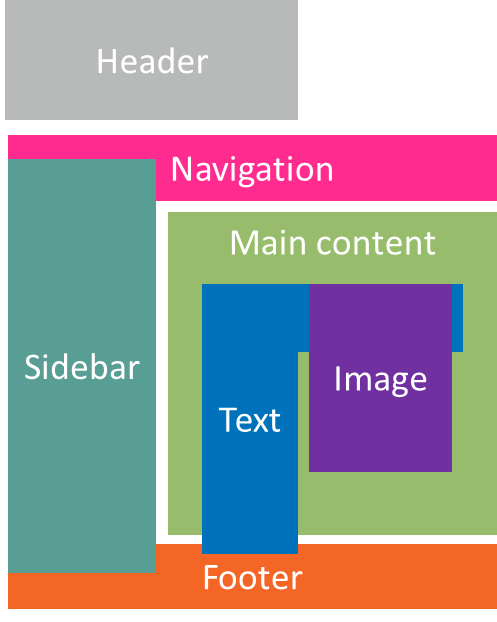 Header
Navigation
Main content
Sidebar
Image
Text
Footer